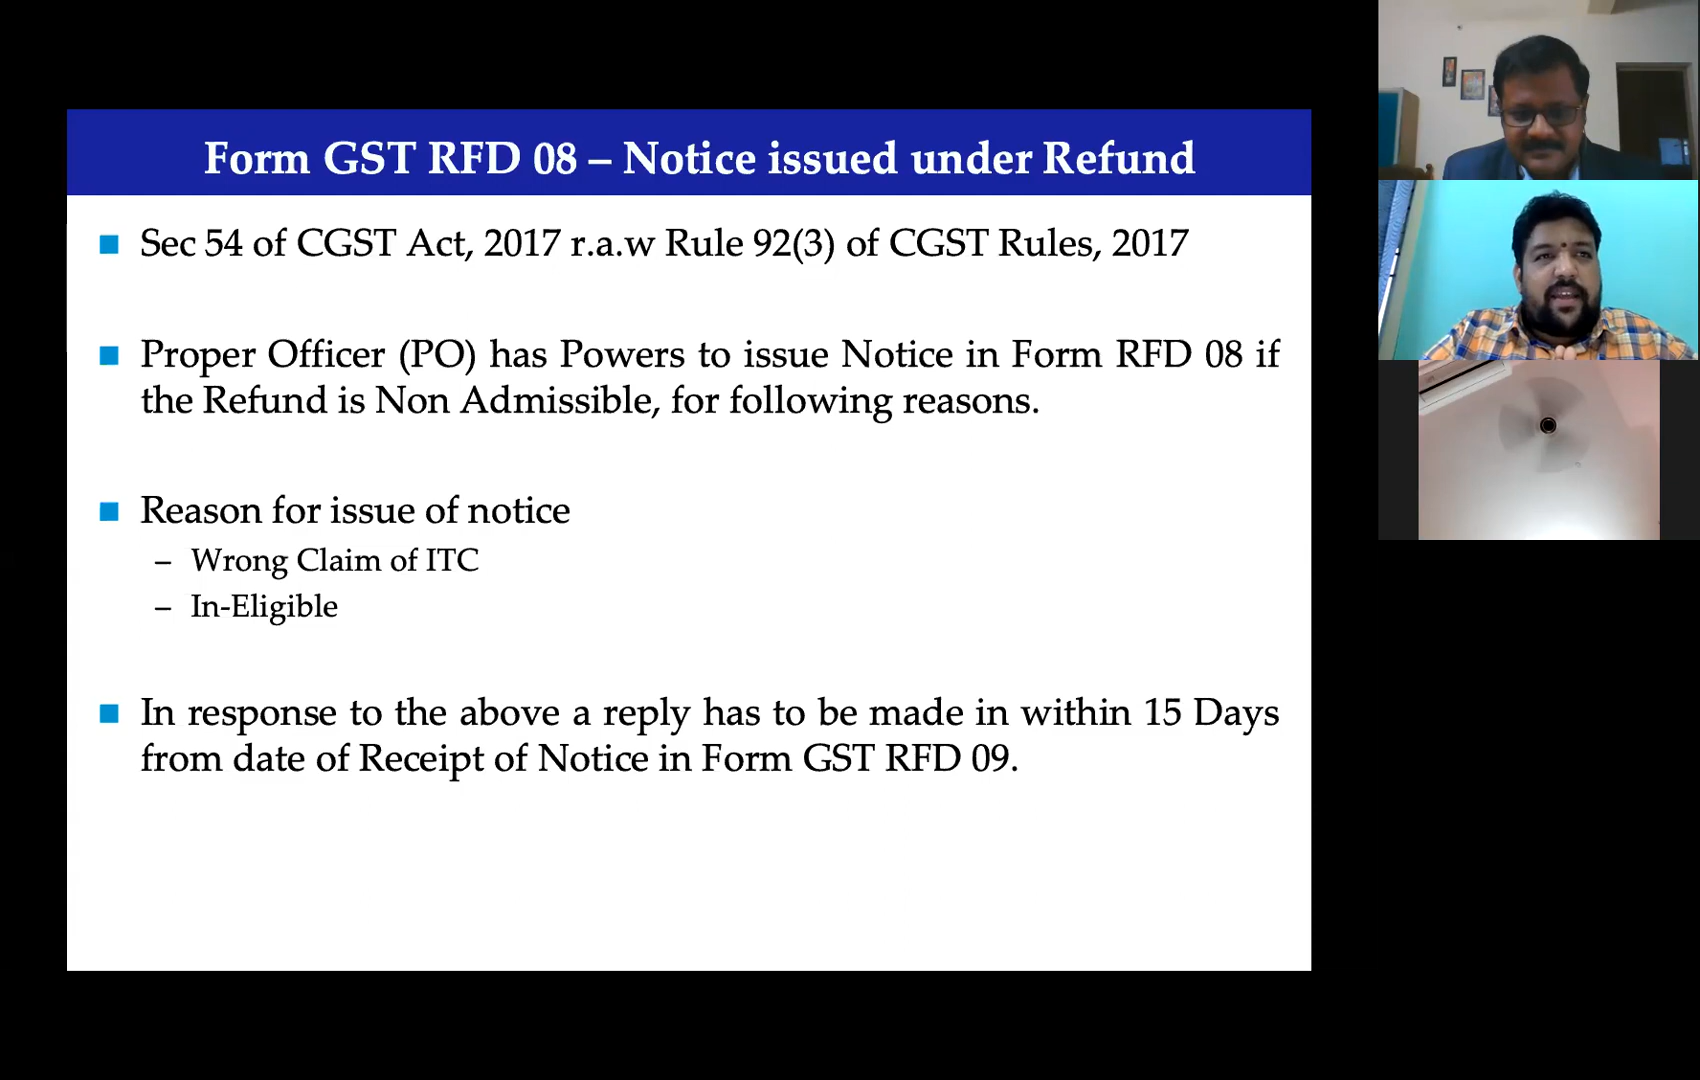 Form GST RFD 08 – Notice issued under Refund
Sec 54 of CGST Act, 2017 r.a.w Rule 92(3) of CGST Rules, 2017
Proper Officer (PO) has Powers to issue Notice in Form RFD 08 if
the Refund is Non Admissible, for following reasons.
Reason for issue of notice
– Wrong Claim of ITC
– In-Eligible
In response to the above a reply has to be made in within 15 Days
from date of Receipt of Notice in Form GST RFD 09.